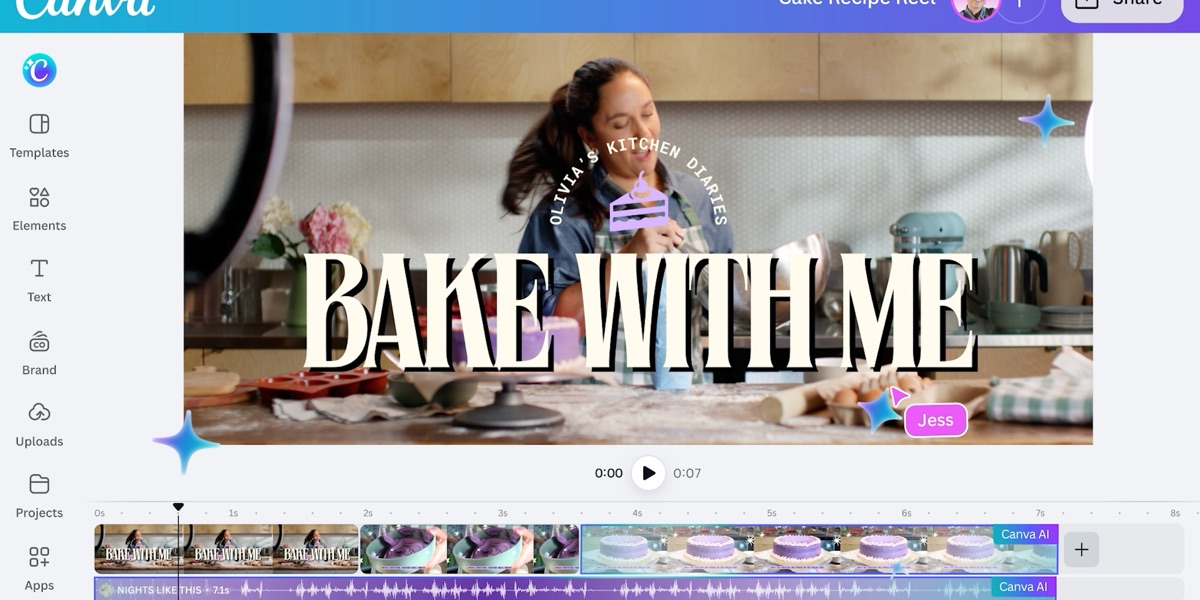 Canva
Cake Recipe Reel
Share
Templates
Elements
Text
Brand
CO
Uploads
Projects
Apps
OLIVIA'S KITCHEN DIARIES
BAKE WITH ME
Jess
0:00
0:07
0s 1s 2s 3s 4s 5s 6s 7s 8s
BAKE WITH ME BAKE WITH ME BAKE WITH ME
Canva AI
NIGHTS LIKE THIS • 7.1s
Canva AI